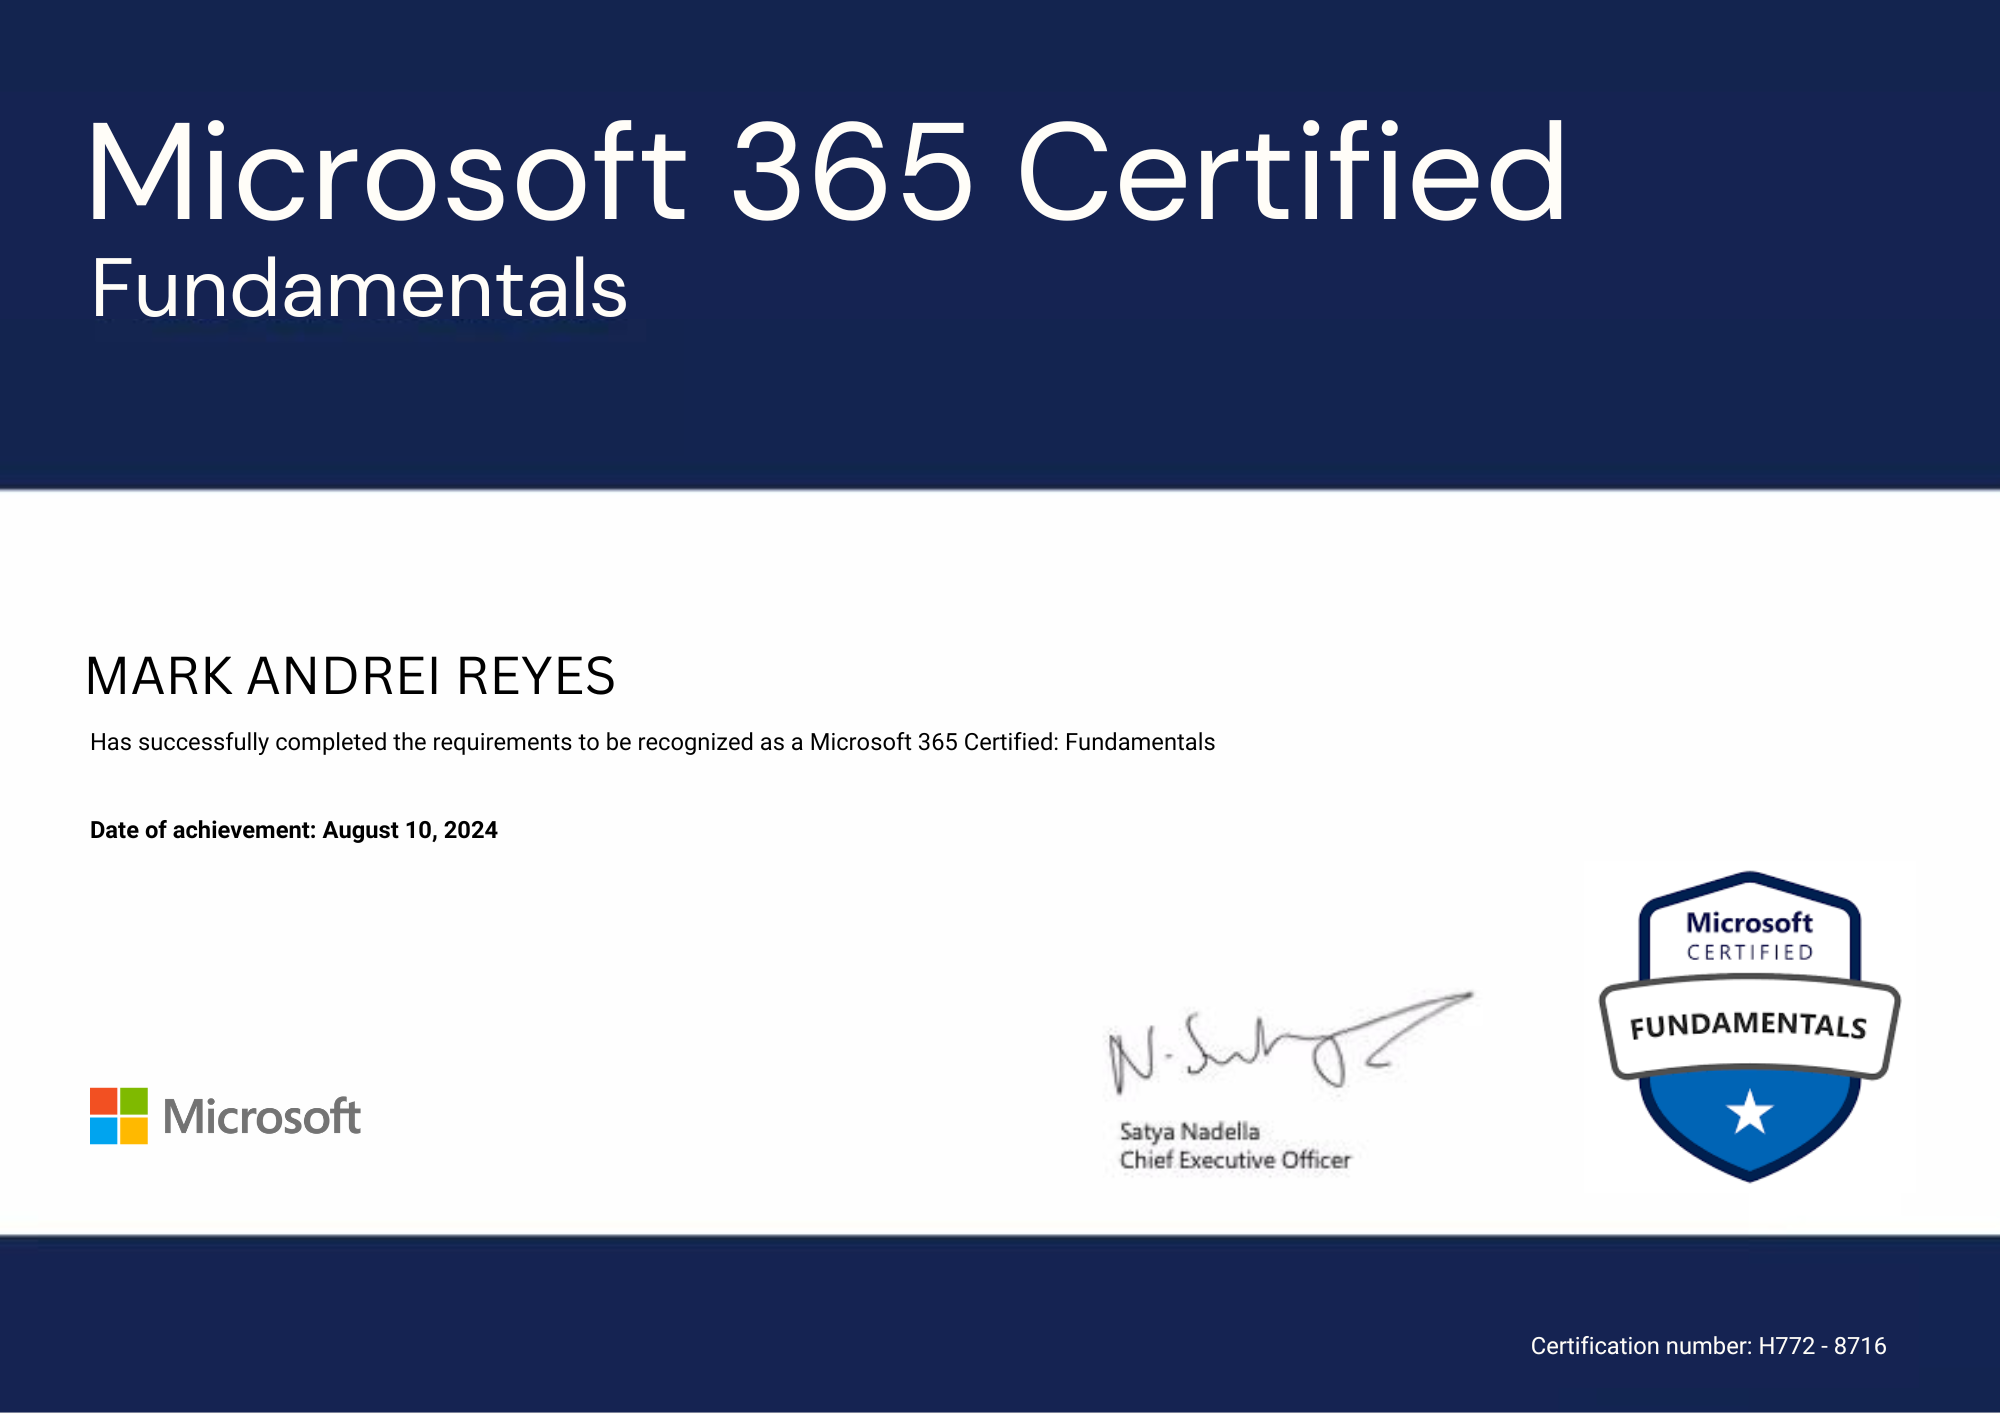 Microsoft 365 Certified
Fundamentals
MARK ANDREI REYES
Has successfully completed the requirements to be recognized as a Microsoft 365 Certified: Fundamentals
Date of achievement: August 10, 2024
Microsoft
CERTIFIED
FUNDAMENTALS
N. Satya
Microsoft
Satya Nadella
Chief Executive Officer
Certification number: H772 - 8716